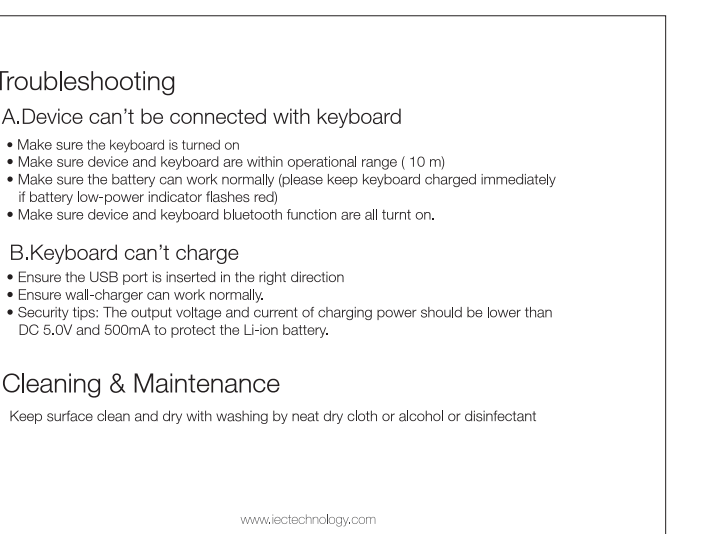 Troubleshooting
A.Device can't be connected with keyboard
• Make sure the keyboard is turned on
• Make sure device and keyboard are within operational range ( 10 m)
• Make sure the battery can work normally (please keep keyboard charged immediately
if battery low-power indicator flashes red)
• Make sure device and keyboard bluetooth function are all turnt on.
B.Keyboard can't charge
• Ensure the USB port is inserted in the right direction
• Ensure wall-charger can work normally.
• Security tips: The output voltage and current of charging power should be lower than
DC 5.0V and 500mA to protect the Li-ion battery.
Cleaning & Maintenance
Keep surface clean and dry with washing by neat dry cloth or alcohol or disinfectant
www.iectechnology.com